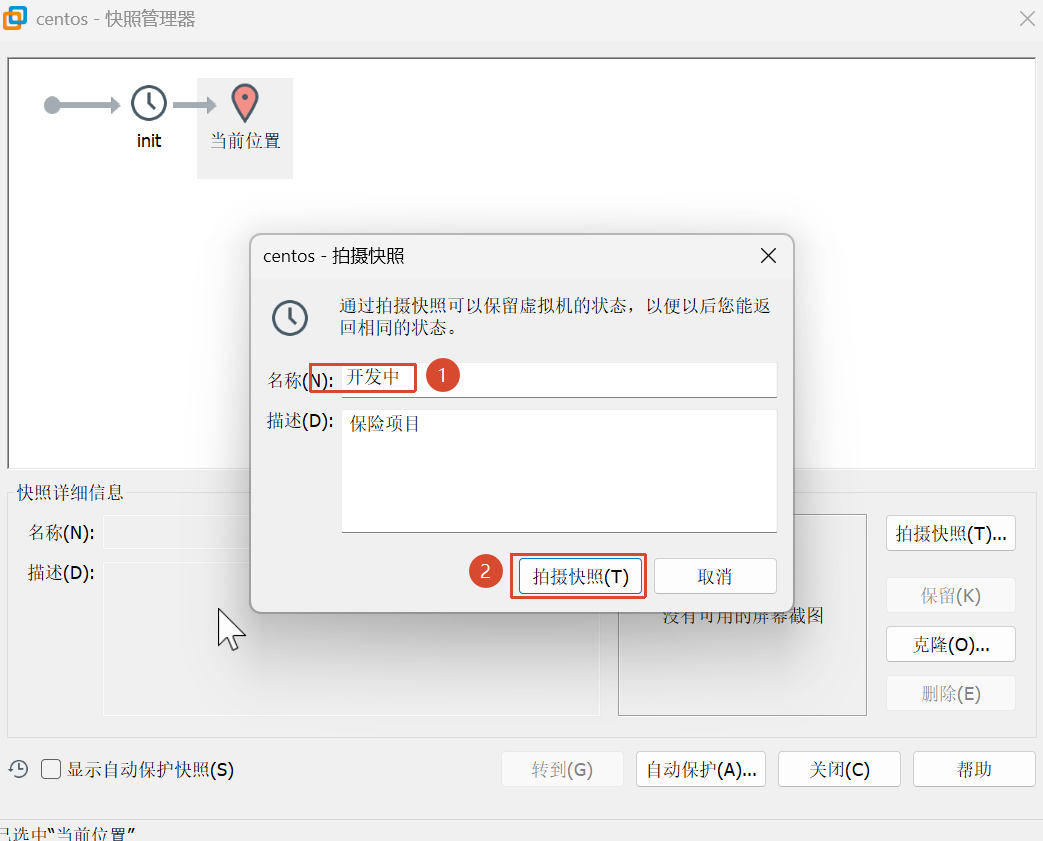 centos - 快照管理器
init
当前位置
centos - 拍摄快照
通过拍摄快照可以保留虚拟机的状态，以便以后您能返
回相同的状态。
名称(N): 开发中 1
描述(D): 保险项目
2 拍摄快照(T) 取消
快照详细信息
名称(N):
描述(D):
没有可用的屏幕截图
拍摄快照(T)...
保留(K)
克隆(O)...
删除(E)
显示自动保护快照(S) 转到(G) 自动保护(A)... 关闭(C) 帮助
已选中“当前位置”